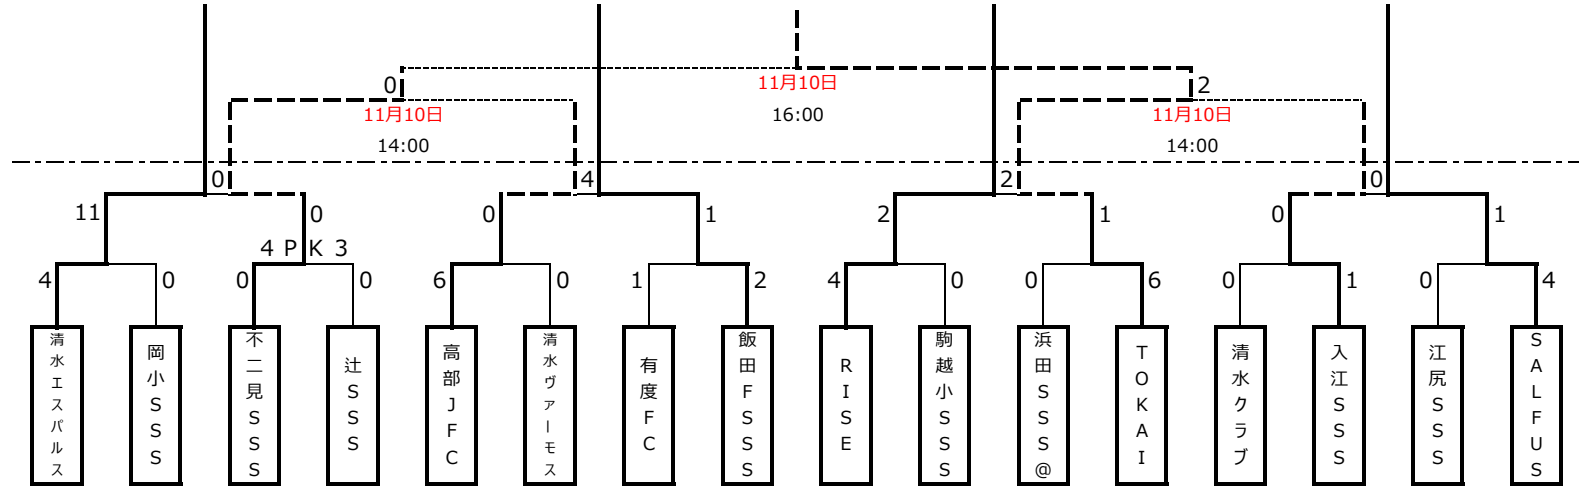 0
11月10日
2
11月10日
16:00
11月10日
14:00
14:00
0
4
2
0
11
0
0
1
2
1
0
1
4PK3
4
0
0
0
6
0
1
2
4
0
0
6
0
1
0
4
清水エスパルス
岡小SSS
不二見SSS
辻SSS
高部JFC
清水ヴァーモス
有度FC
飯田FSSS
RISE
駒越小SSS
浜田SSS@
TOKAI
清水クラブ
入江SSS
江尻SSS
SALFUS